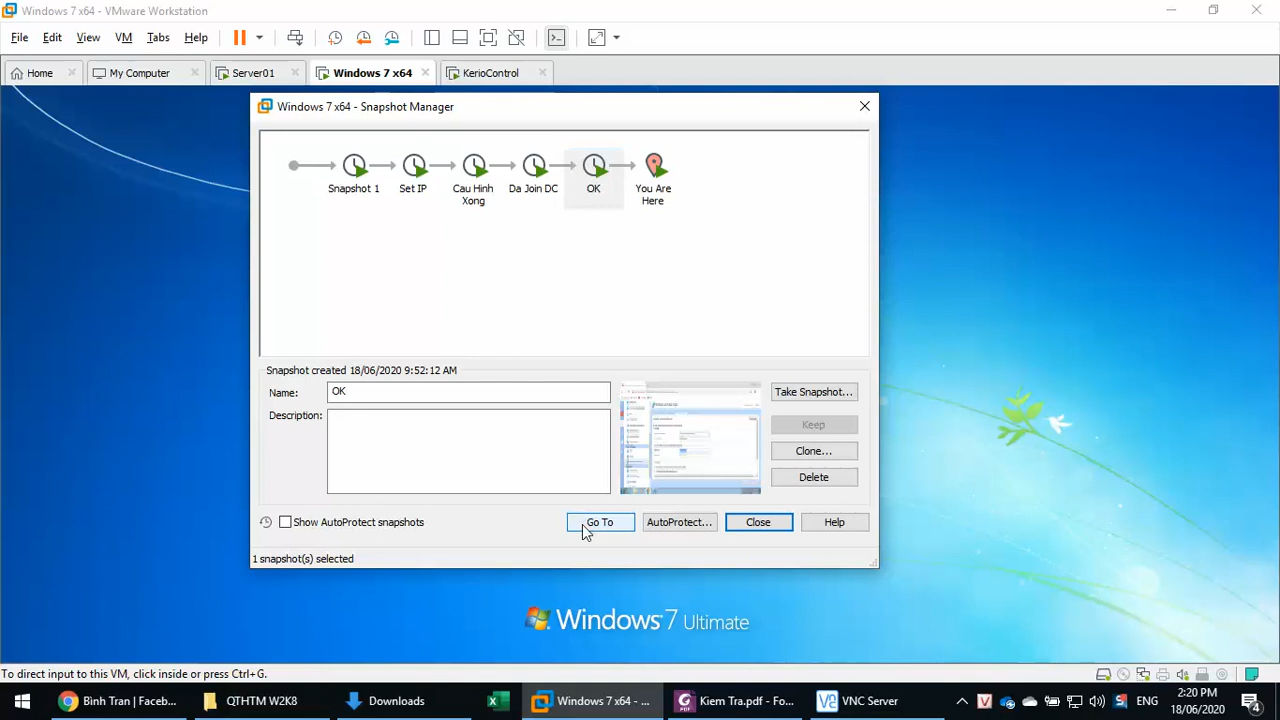 Windows 7 x64 - VMware Workstation
File Edit View VM Tabs Help
Home My Computer Server01 Windows 7 x64 KerioControl
Windows 7 x64 - Snapshot Manager
Snapshot 1 Set IP Cau Hinh Da Join DC OK You Are
Xong Here
Snapshot created 18/06/2020 9:52:12 AM
Name: OK Take Snapshot...
Description:
Keep
Clone...
Delete
Show AutoProtect snapshots Go To AutoProtect... Close Help
1 snapshot(s) selected
Windows 7 Ultimate
To direct input to this VM, click inside or press Ctrl+G.
Bình Tran | Faceb... QTHTM W2K8 Downloads Windows 7 x64 - ... Kiem Tra.pdf - Fo... VNC Server ENG 2:20 PM
18/06/2020 4